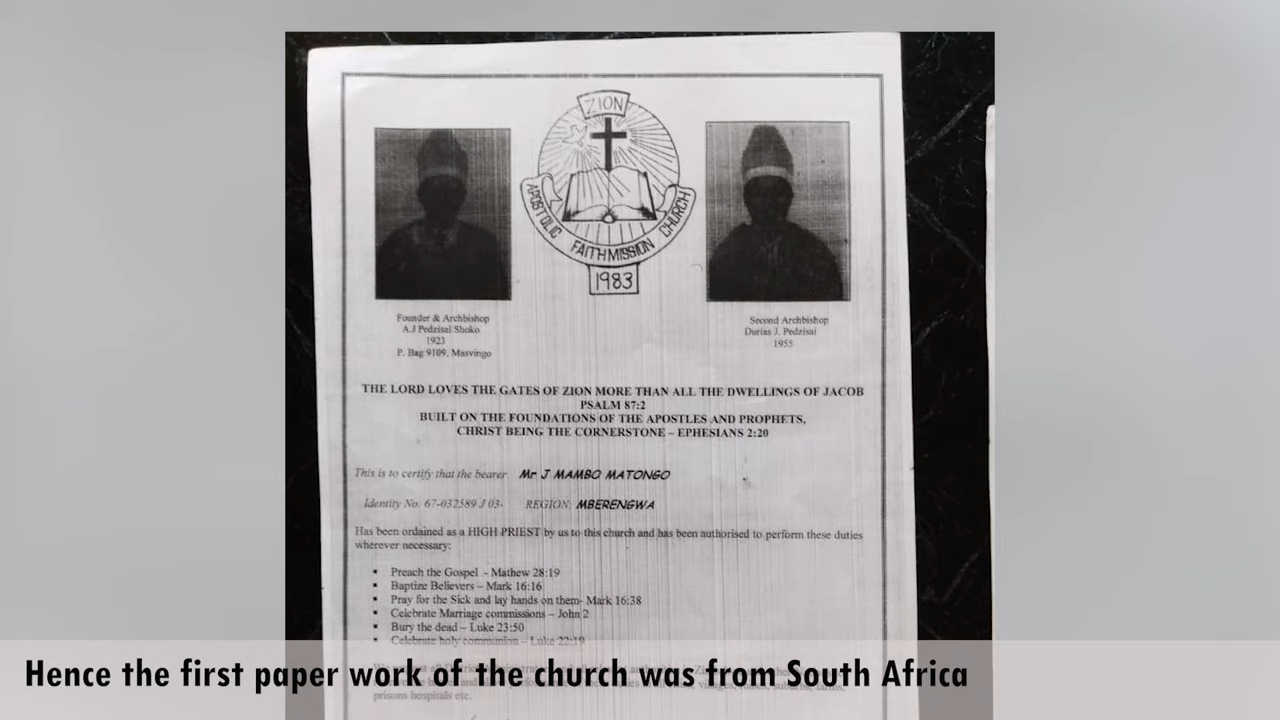 ZION
APOSTOLIC FAITH MISSION CHURCH
1983
Founder & Archbishop
A.J Pedzisai Shoko
1923
P. Bag 9109, Masvingo
Second Archbishop
Durias J. Pedzisai
1955
THE LORD LOVES THE GATES OF ZION MORE THAN ALL THE DWELLINGS OF JACOB
PSALM 87:2
BUILT ON THE FOUNDATIONS OF THE APOSTLES AND PROPHETS,
CHRIST BEING THE CORNERSTONE – EPHESIANS 2:20
This is to certify that the bearer Mr J MAMBO MATONGO
Identity No. 67-032589 J 03- REGION: MBERENGWA
Has been ordained as a HIGH PRIEST by us to this church and has been authorised to perform these duties
wherever necessary:
▪ Preach the Gospel - Mathew 28:19
▪ Baptize Believers – Mark 16:16
▪ Pray for the Sick and lay hands on them- Mark 16:38
▪ Celebrate Marriage commissions – John 2
▪ Bury the dead – Luke 23:50
▪ Celebrate holy communion – Luke 22:19
prisons hospitals etc.
Hence the first paper work of the church was from South Africa